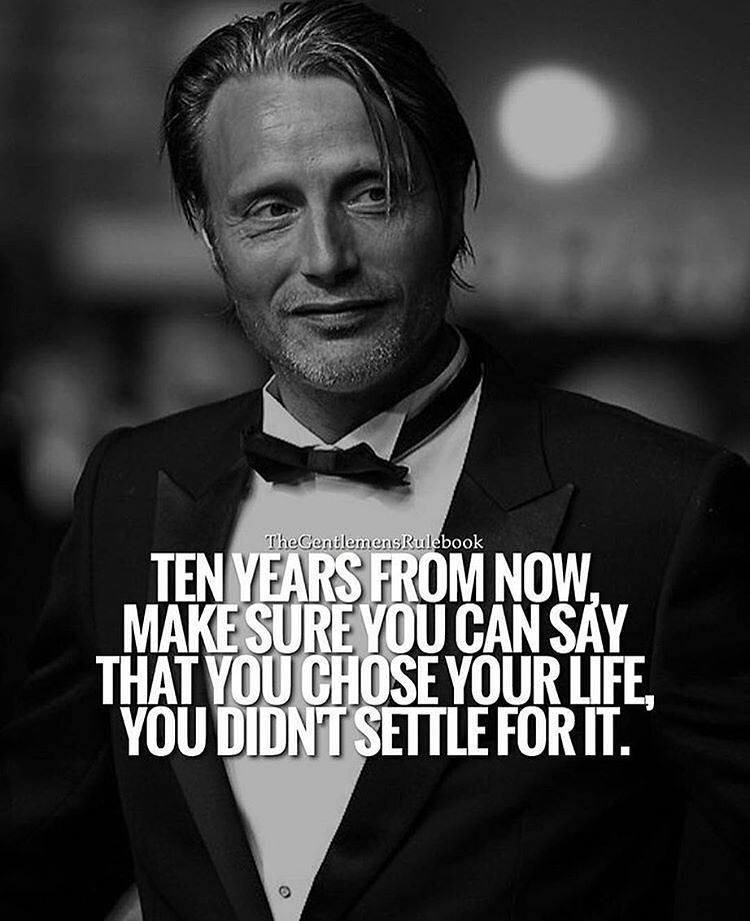 TheGentlemensRulebook
TEN YEARS FROM NOW,
MAKE SURE YOU CAN SAY
THAT YOU CHOSE YOUR LIFE,
YOU DIDN'T SETTLE FOR IT.